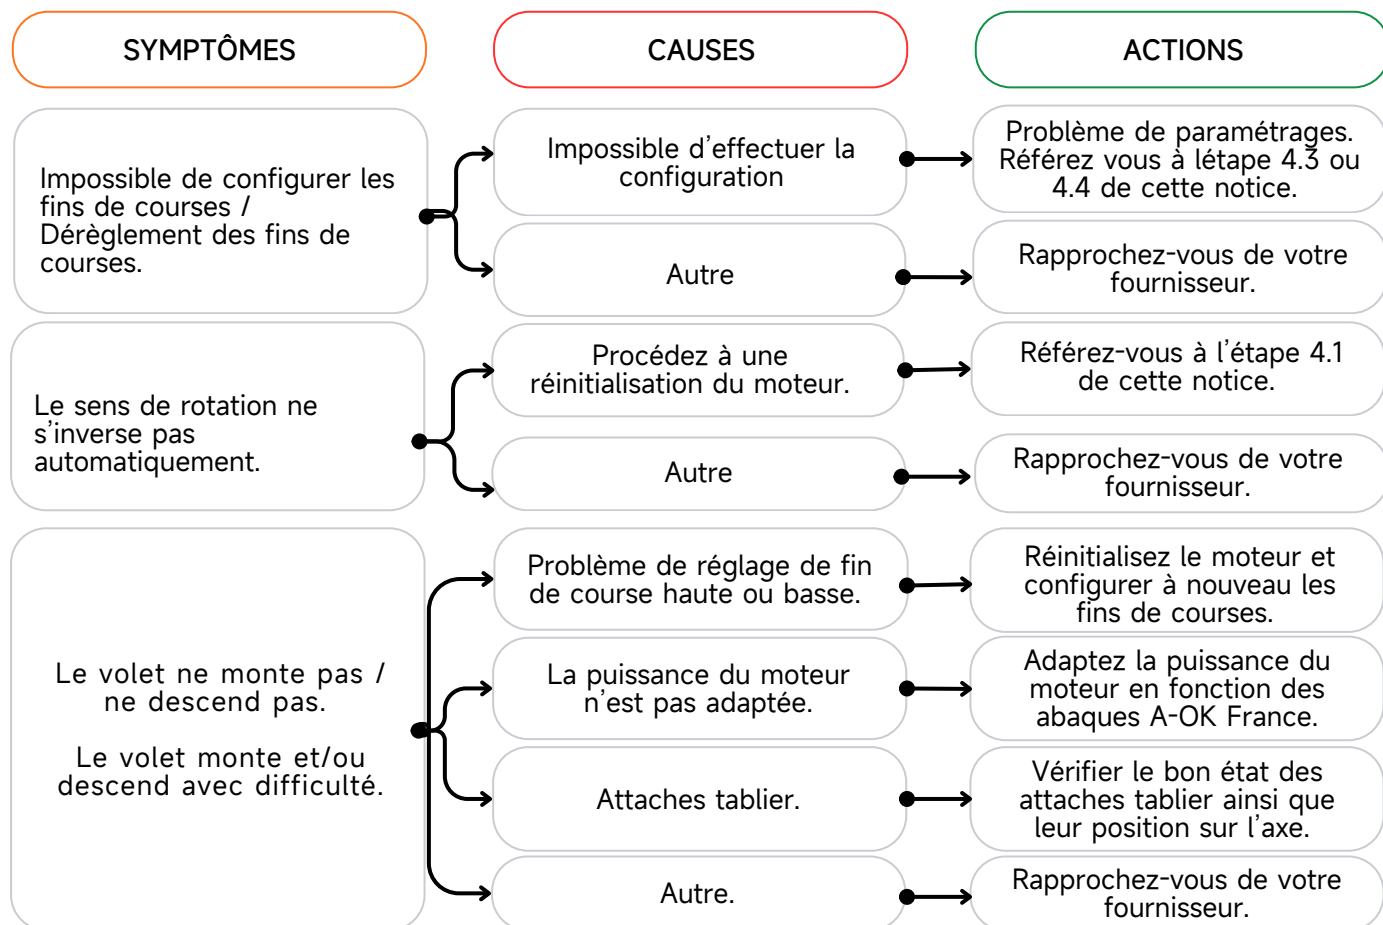 SYMPTÔMES
CAUSES
ACTIONS
Impossible de configurer les
fins de courses /
Dérèglement des fins de
courses.
Impossible d'effectuer la
configuration
Problème de paramétrages.
Référez vous à létape 4.3 ou
4.4 de cette notice.
Autre
Rapprochez-vous de votre
fournisseur.
Le sens de rotation ne
s'inverse pas
automatiquement.
Procédez à une
réinitialisation du moteur.
Référez-vous à l'étape 4.1
de cette notice.
Autre
Rapprochez-vous de votre
fournisseur.
Le volet ne monte pas /
ne descend pas.
Le volet monte et/ou
descend avec difficulté.
Problème de réglage de fin
de course haute ou basse.
Réinitialisez le moteur et
configurer à nouveau les
fins de courses.
La puissance du moteur
n'est pas adaptée.
Adaptez la puissance du
moteur en fonction des
abaques A-OK France.
Attaches tablier.
Vérifier le bon état des
attaches tablier ainsi que
leur position sur l'axe.
Autre.
Rapprochez-vous de votre
fournisseur.